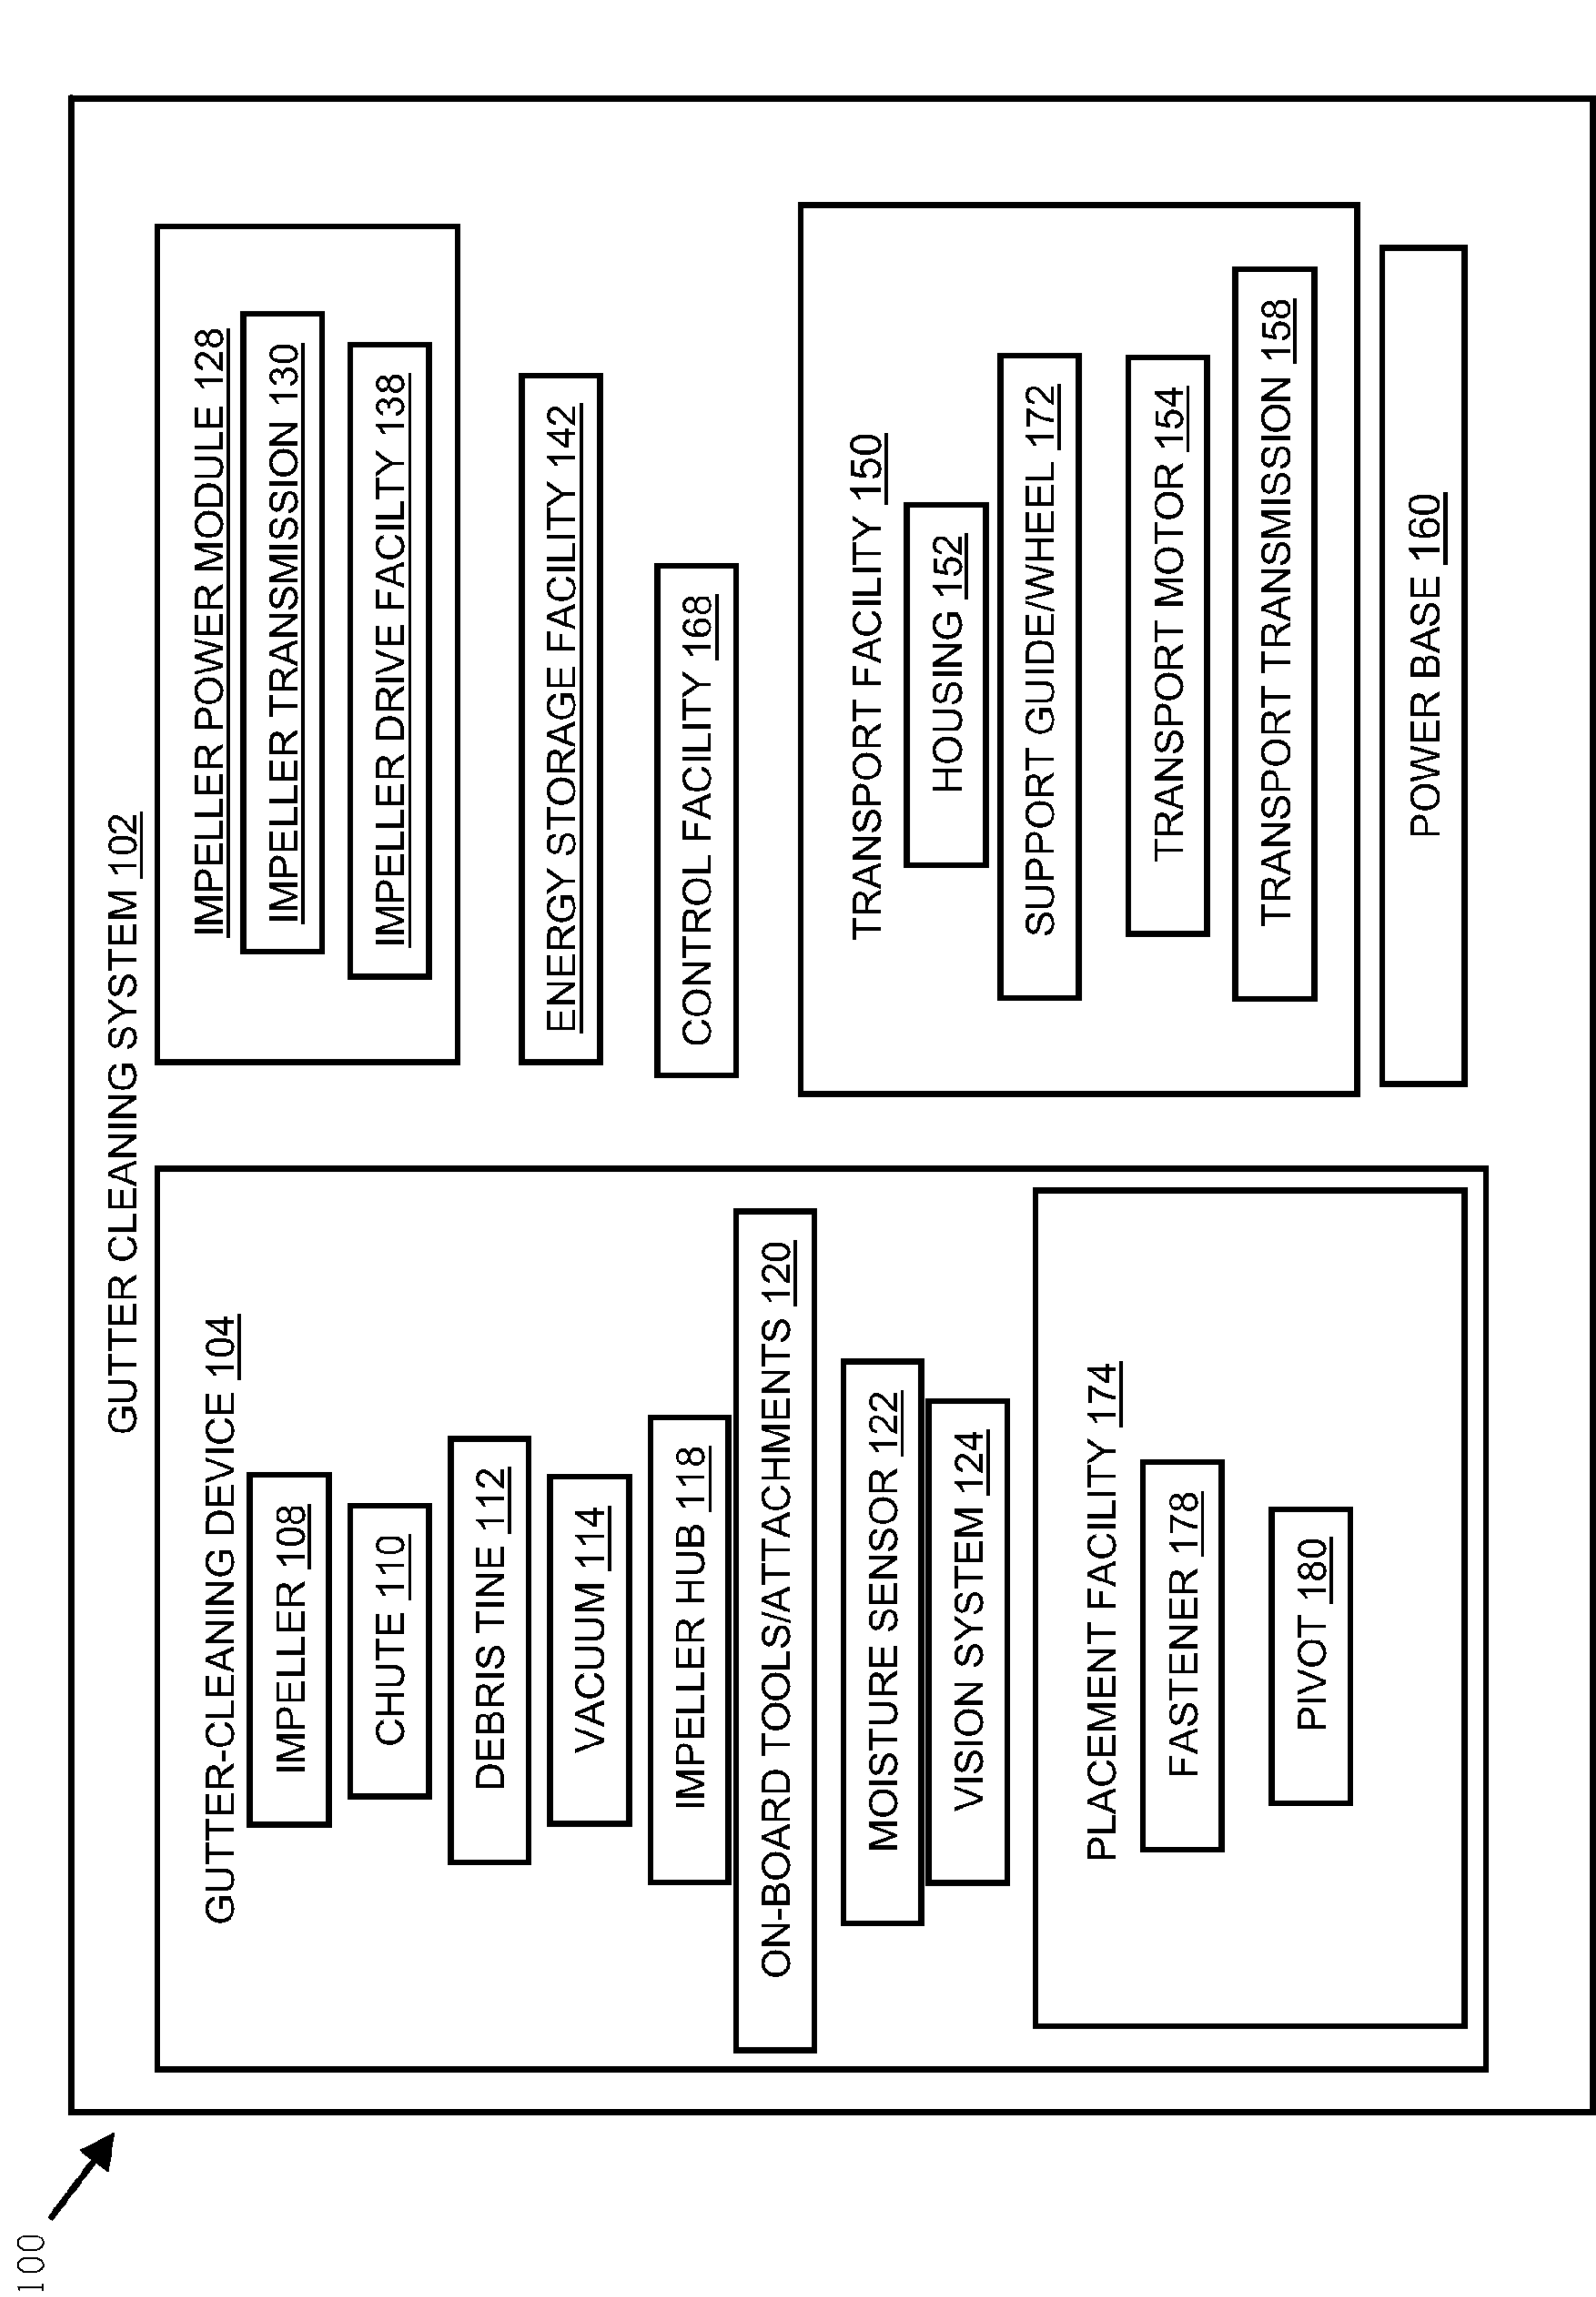 100
GUTTER CLEANING SYSTEM 102
GUTTER-CLEANING DEVICE 104
IMPELLER 108
CHUTE 110
DEBRIS TINE 112
VACUUM 114
IMPELLER HUB 118
ON-BOARD TOOLS/ATTACHMENTS 120
MOISTURE SENSOR 122
VISION SYSTEM 124
PLACEMENT FACILITY 174
FASTENER 178
PIVOT 180
IMPELLER POWER MODULE 128
IMPELLER TRANSMISSION 130
IMPELLER DRIVE FACILTY 138
ENERGY STORAGE FACILITY 142
CONTROL FACILITY 168
TRANSPORT FACILITY 150
HOUSING 152
SUPPORT GUIDE/WHEEL 172
TRANSPORT MOTOR 154
TRANSPORT TRANSMISSION 158
POWER BASE 160